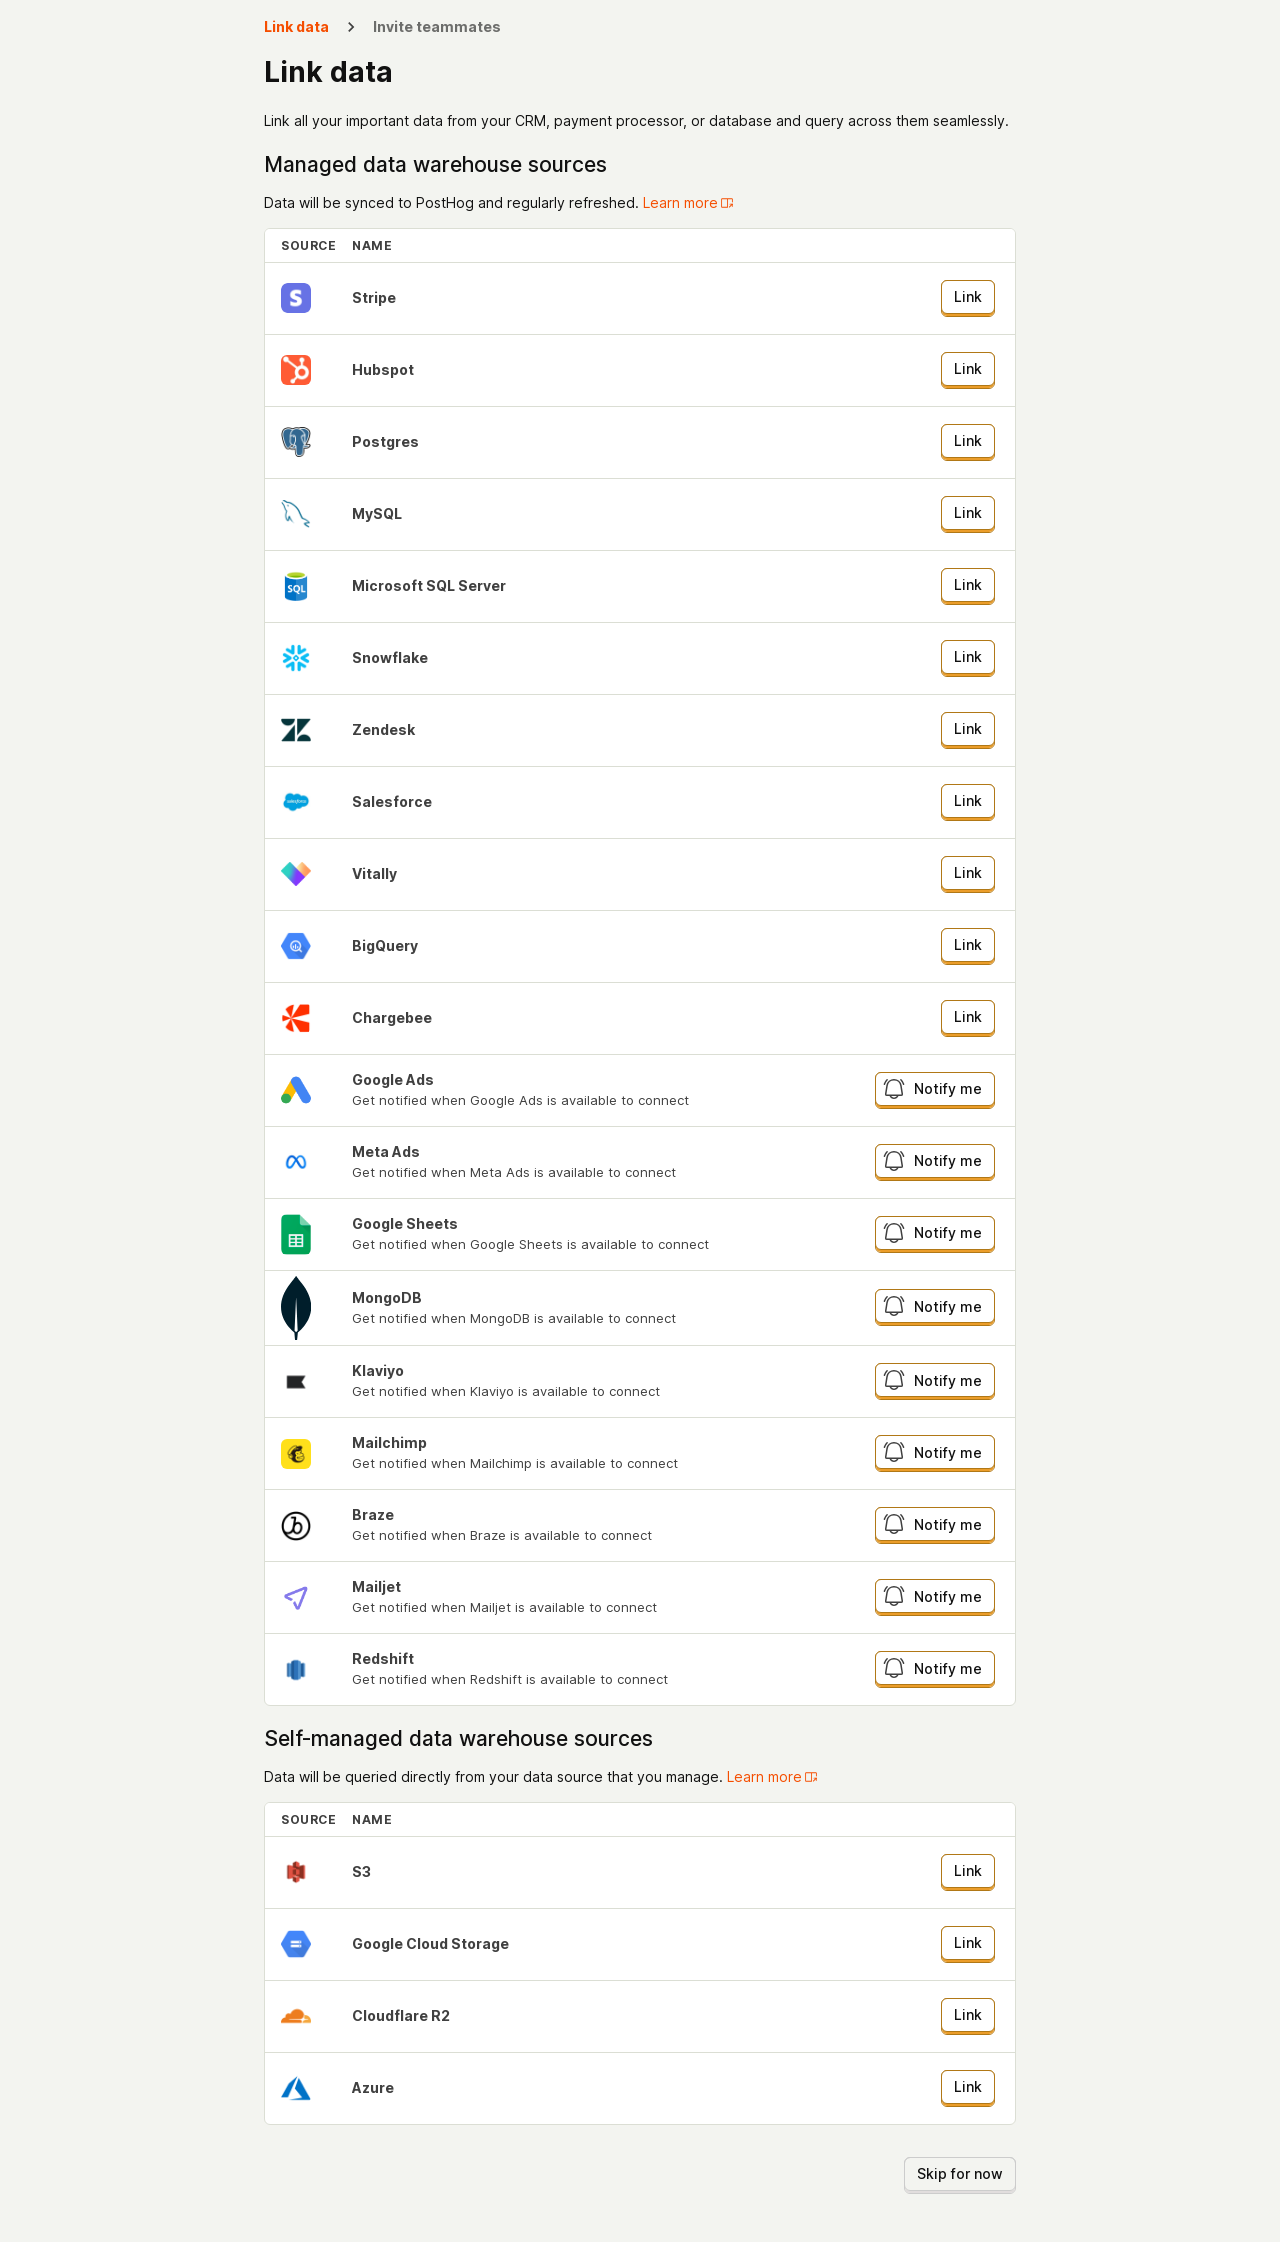 Link data > Invite teammates
Link data
Link all your important data from your CRM, payment processor, or database and query across them seamlessly.
Managed data warehouse sources
Data will be synced to PostHog and regularly refreshed. Learn more
SOURCE NAME
Stripe Link
Hubspot Link
Postgres Link
MySQL Link
SQL Microsoft SQL Server Link
Snowflake Link
Zendesk Link
salesforce Salesforce Link
Vitally Link
BigQuery Link
Chargebee Link
Google Ads
Get notified when Google Ads is available to connect
Notify me
Meta Ads
Get notified when Meta Ads is available to connect
Notify me
Google Sheets
Get notified when Google Sheets is available to connect
Notify me
MongoDB
Get notified when MongoDB is available to connect
Notify me
Klaviyo
Get notified when Klaviyo is available to connect
Notify me
Mailchimp
Get notified when Mailchimp is available to connect
Notify me
Braze
Get notified when Braze is available to connect
Notify me
Mailjet
Get notified when Mailjet is available to connect
Notify me
Redshift
Get notified when Redshift is available to connect
Notify me
Self-managed data warehouse sources
Data will be queried directly from your data source that you manage. Learn more
SOURCE NAME
S3 Link
Google Cloud Storage Link
Cloudflare R2 Link
Azure Link
Skip for now